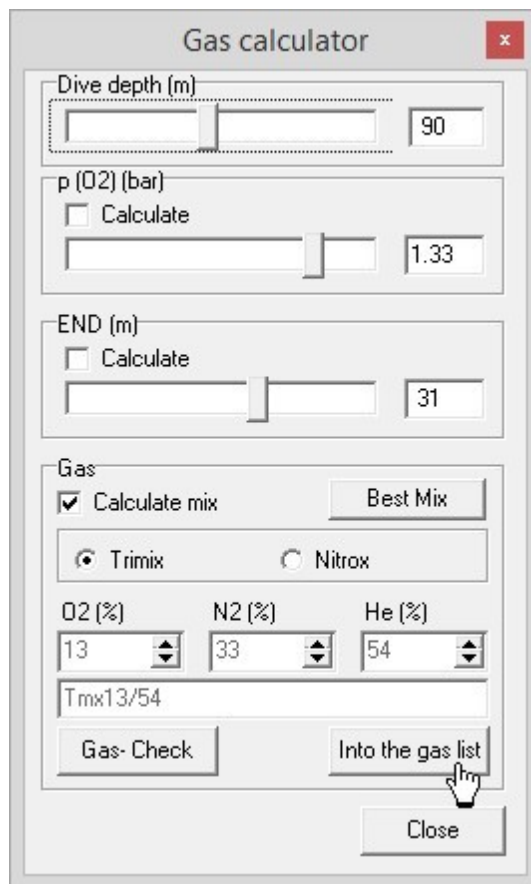 Gas calculator
x
Dive depth (m)
90
p (O2) (bar)
Calculate
1.33
END (m)
Calculate
31
Gas
Calculate mix
Best Mix
Trimix Nitrox
O2 (%) N2 (%) He (%)
13 33 54
Tmx13/54
Gas- Check Into the gas list
Close